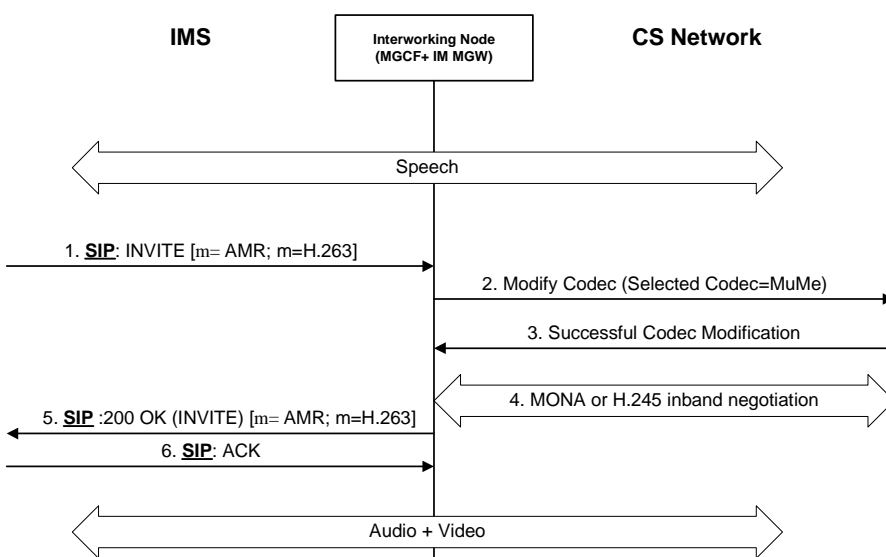 IMS
Interworking Node
(MGCF+ IM MGW)
CS Network
Speech
1. SIP: INVITE [m= AMR; m=H.263]
2. Modify Codec (Selected Codec=MuMe)
3. Successful Codec Modification
4. MONA or H.245 inband negotiation
5. SIP :200 OK (INVITE) [m= AMR; m=H.263]
6. SIP: ACK
Audio + Video